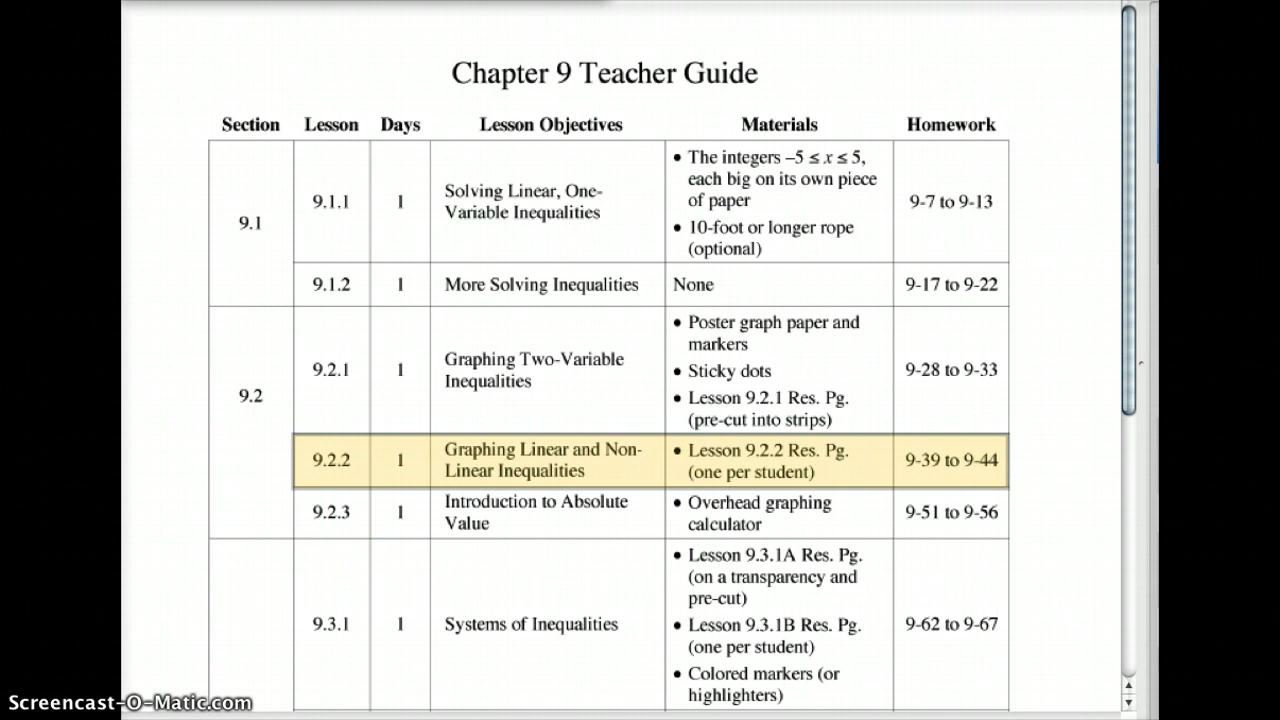 Chapter 9 Teacher Guide
Section Lesson Days Lesson Objectives Materials Homework
9.1
9.1.1 1
Solving Linear, One-
Variable Inequalities
• The integers –5 ≤ x ≤ 5,
each big on its own piece
of paper
• 10-foot or longer rope
(optional)
9-7 to 9-13
9.1.2 1 More Solving Inequalities None 9-17 to 9-22
9.2
9.2.1 1
Graphing Two-Variable
Inequalities
• Poster graph paper and
markers
• Sticky dots
• Lesson 9.2.1 Res. Pg.
(pre-cut into strips)
9-28 to 9-33
9.2.2 1
Graphing Linear and Non-
Linear Inequalities
• Lesson 9.2.2 Res. Pg.
(one per student)
9-39 to 9-44
9.2.3 1
Introduction to Absolute
Value
• Overhead graphing
calculator
9-51 to 9-56
9.3.1 1 Systems of Inequalities
• Lesson 9.3.1A Res. Pg.
(on a transparency and
pre-cut)
• Lesson 9.3.1B Res. Pg.
(one per student)
• Colored markers (or
highlighters)
9-62 to 9-67
Screencast-O-Matic.com